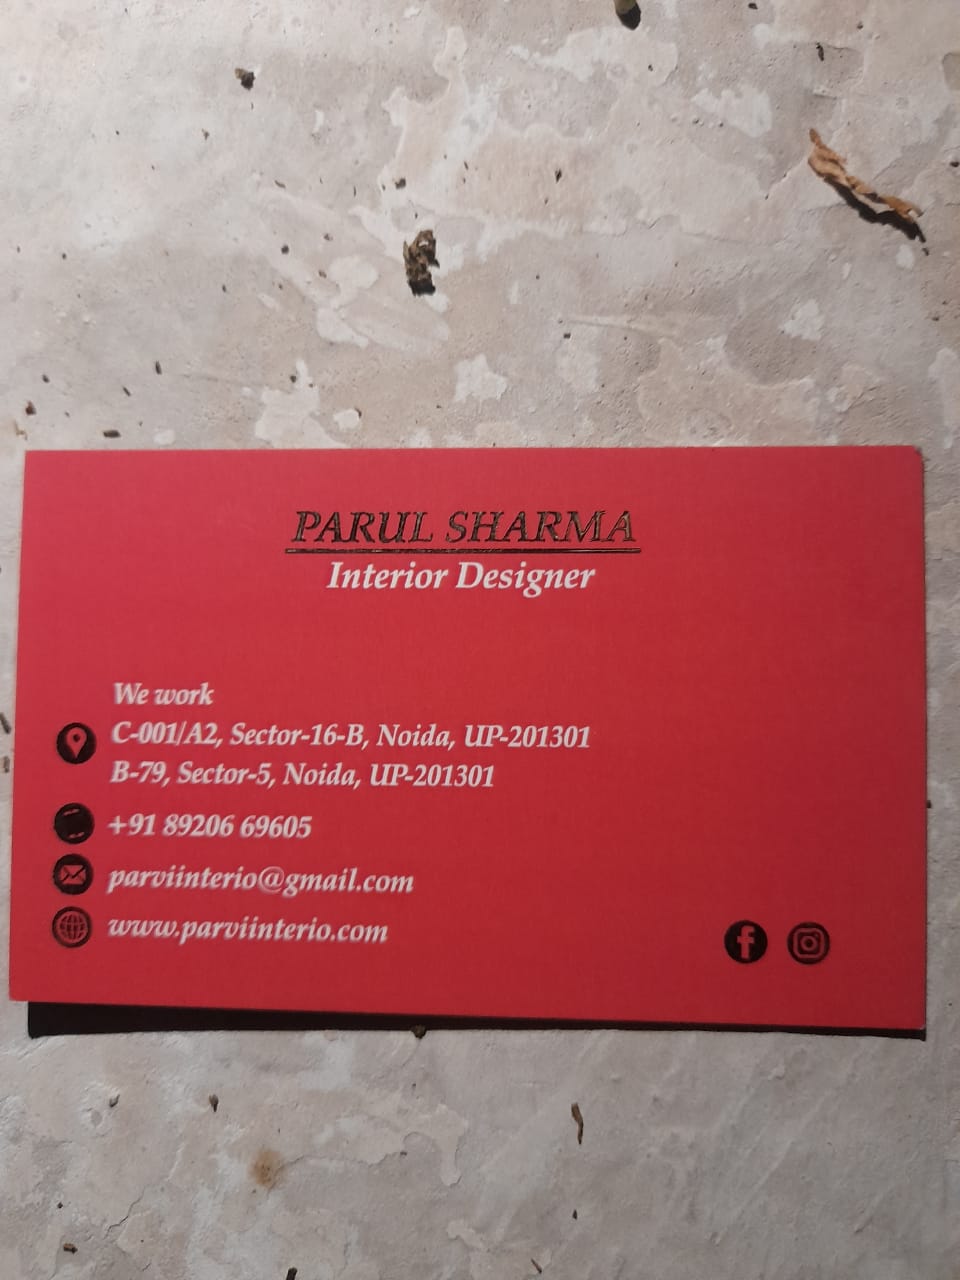 PARUL SHARMA
Interior Designer
We work
C-001/A2, Sector-16-B, Noida, UP-201301
B-79, Sector-5, Noida, UP-201301
+91 89206 69605
parviinterio@gmail.com
www.parviinterio.com